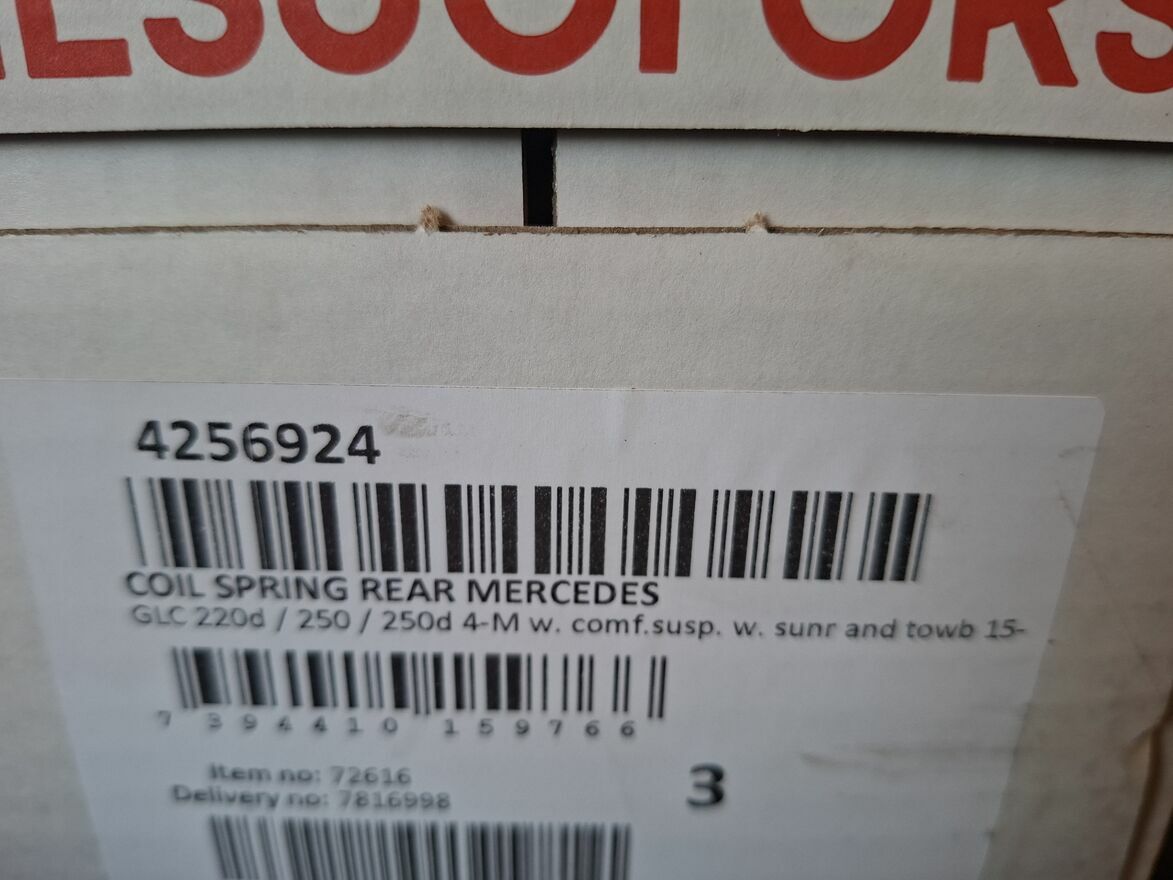 LESJÖFORS
4256924
COIL SPRING REAR MERCEDES
GLC 220d / 250 / 250d 4-M w. comf.susp. w. sunr and towb 15-
7 394410 159766
Item no: 72616
Delivery no: 7816998
3